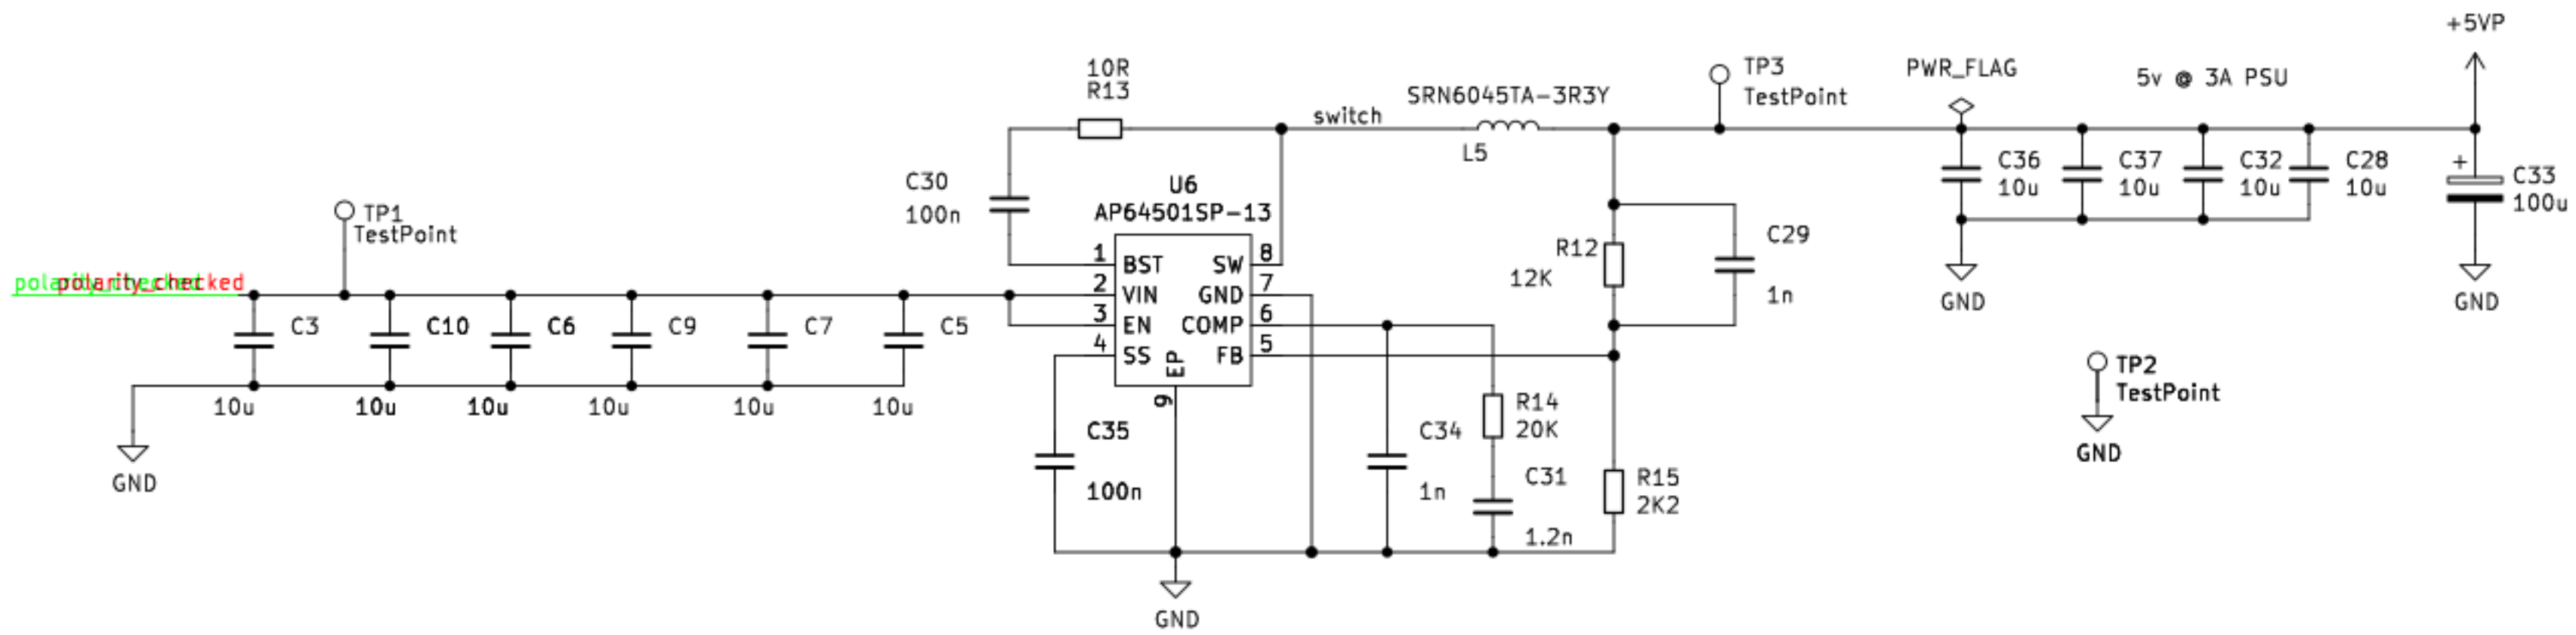 +5VP
10R
R13
SRN6045TA-3R3Y
TP3
TestPoint
PWR_FLAG
5v @ 3A PSU
switch
L5
C30
100n
U6
AP64501SP-13
C36
10u
C37
10u
C32
10u
C28
10u
+
C33
100u
TP1
TestPoint
polarity_checked
polarity_checked
1 BST SW 8
2 VIN GND 7
3 EN COMP 6
4 SS FB 5
EP
9
R12
12K
C29
1n
GND
GND
C3
C10
C6
C9
C7
C5
10u
10u
10u
10u
10u
10u
GND
TP2
TestPoint
GND
C35
100n
C34
1n
R14
20K
C31
1.2n
R15
2K2
GND